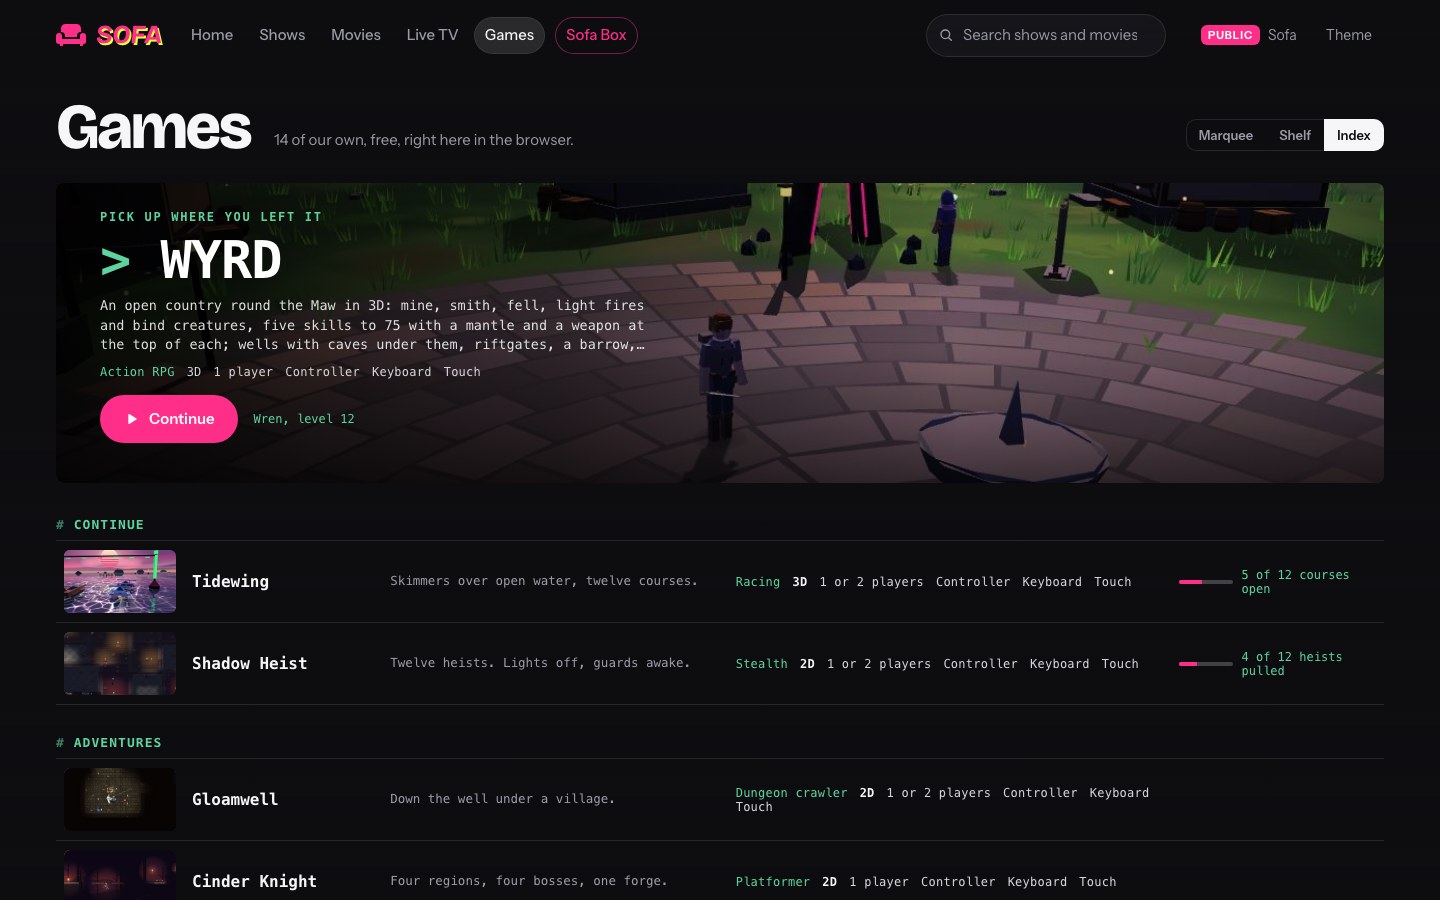 SOFA Home Shows Movies Live TV Games Sofa Box Search shows and movies PUBLIC Sofa Theme
Games 14 of our own, free, right here in the browser. Marquee Shelf Index
PICK UP WHERE YOU LEFT IT
> WYRD
An open country round the Maw in 3D: mine, smith, fell, light fires
and bind creatures, five skills to 75 with a mantle and a weapon at
the top of each; wells with caves under them, riftgates, a barrow,…
Action RPG 3D 1 player Controller Keyboard Touch
Continue Wren, level 12
# CONTINUE
Tidewing Skimmers over open water, twelve courses. Racing 3D 1 or 2 players Controller Keyboard Touch 5 of 12 courses
open
Shadow Heist Twelve heists. Lights off, guards awake. Stealth 2D 1 or 2 players Controller Keyboard Touch 4 of 12 heists
pulled
# ADVENTURES
Gloamwell Down the well under a village. Dungeon crawler 2D 1 or 2 players Controller Keyboard
Touch
Cinder Knight Four regions, four bosses, one forge. Platformer 2D 1 player Controller Keyboard Touch